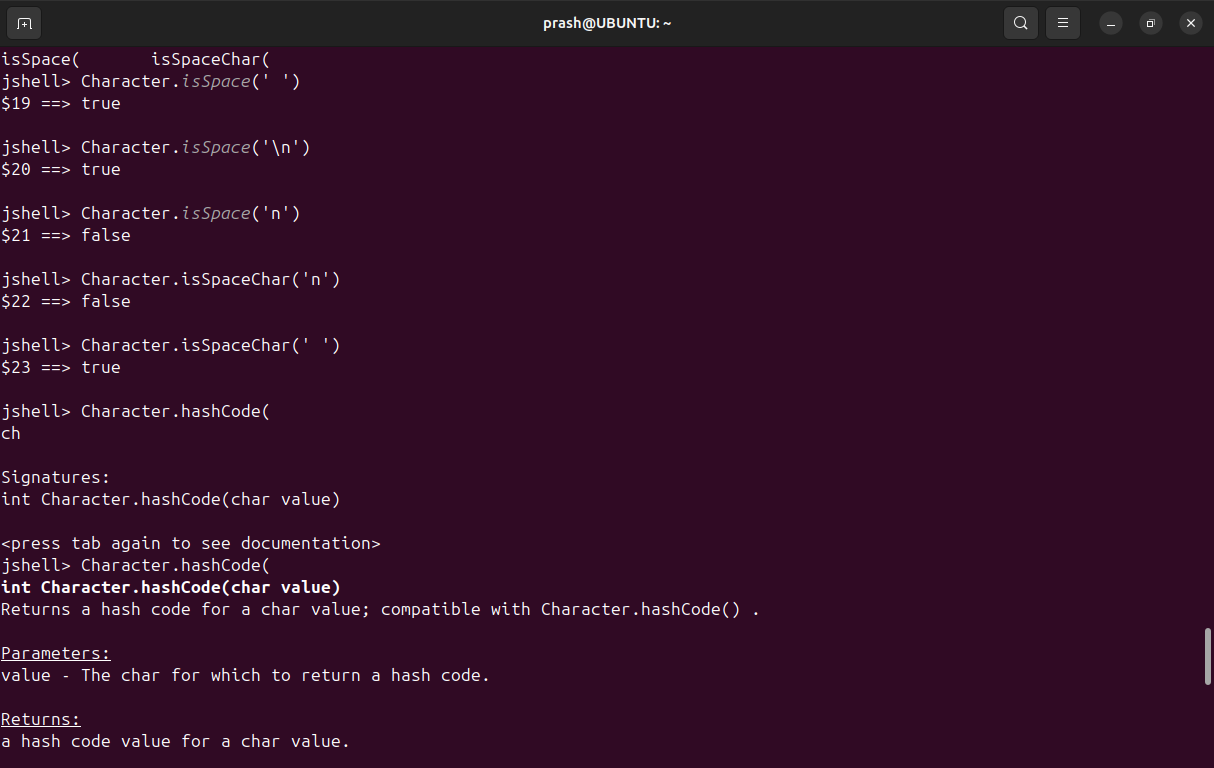 prash@UBUNTU: ~
isSpace(       isSpaceChar(
jshell> Character.isSpace(' ')
$19 ==> true
jshell> Character.isSpace('\n')
$20 ==> true
jshell> Character.isSpace('n')
$21 ==> false
jshell> Character.isSpaceChar('n')
$22 ==> false
jshell> Character.isSpaceChar(' ')
$23 ==> true
jshell> Character.hashCode(
ch
Signatures:
int Character.hashCode(char value)
<press tab again to see documentation>
jshell> Character.hashCode(
int Character.hashCode(char value)
Returns a hash code for a char value; compatible with Character.hashCode() .
Parameters:
value - The char for which to return a hash code.
Returns:
a hash code value for a char value.